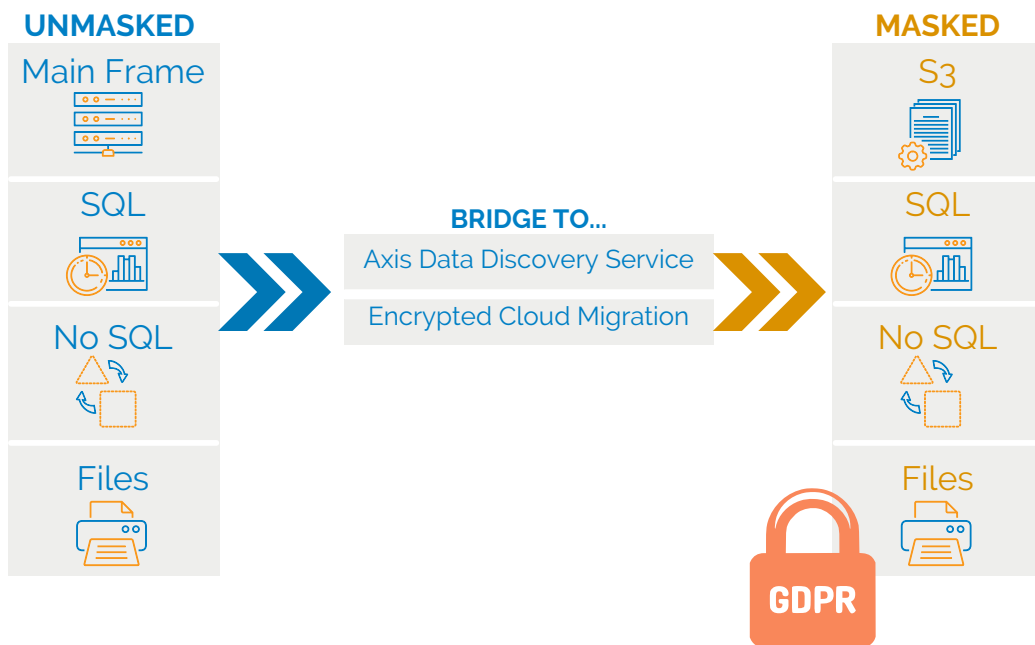 UNMASKED
Main Frame
SQL
No SQL
Files
BRIDGE TO...
Axis Data Discovery Service
Encrypted Cloud Migration
MASKED
S3
SQL
No SQL
Files
GDPR